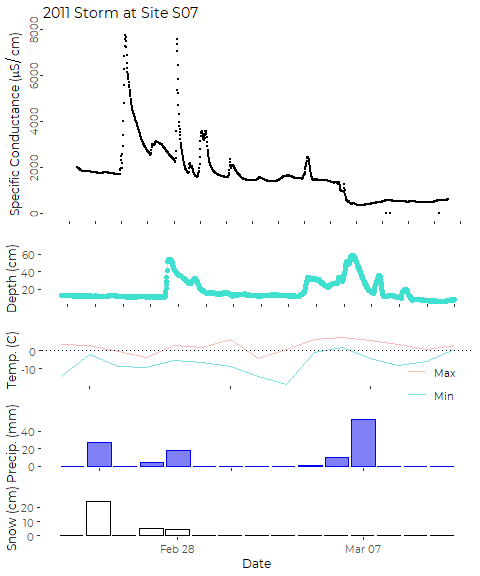 2011 Storm at Site S07
Specific Conductance (µS/cm)
8000
6000
4000
2000
0
Depth (cm)
60
40
20
Temp. (C)
0
-10
Max
Min
Precip. (mm)
40
20
0
Snow (cm)
20
10
0
Feb 28
Mar 07
Date